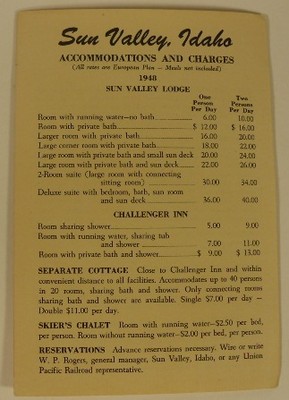 Sun Valley, Idaho
ACCOMMODATIONS AND CHARGES
(All rates are European Plan — Meals not included)
1948
SUN VALLEY LODGE
One Person Per Day Two Persons Per Day
Room with running water—no bath 6.00 10.00
Room with private bath $ 12.00 $ 16.00
Larger room with private bath 16.00 20.00
Large corner room with private bath 18.00 22.00
Large room with private bath and small sun deck 20.00 24.00
Large room with private bath and sun deck 22.00 26.00
2-Room suite (large room with connecting
sitting room) 30.00 34.00
Deluxe suite with bedroom, bath, sun room
and sun deck 36.00 40.00
CHALLENGER INN
Room sharing shower 5.00 9.00
Room with running water, sharing tub
and shower 7.00 11.00
Room with private bath and shower $ 9.00 $ 13.00
SEPARATE COTTAGE Close to Challenger Inn and within
convenient distance to all facilities. Accommodates up to 40 persons
in 20 rooms, sharing bath and shower. Only connecting rooms
sharing bath and shower are available. Single $7.00 per day —
Double $11.00 per day.
SKIER'S CHALET Room with running water—$2.50 per bed,
per person. Room without running water—$2.00 per bed, per person.
RESERVATIONS Advance reservations necessary. Wire or write
W. P. Rogers, general manager, Sun Valley, Idaho, or any Union
Pacific Railroad representative.